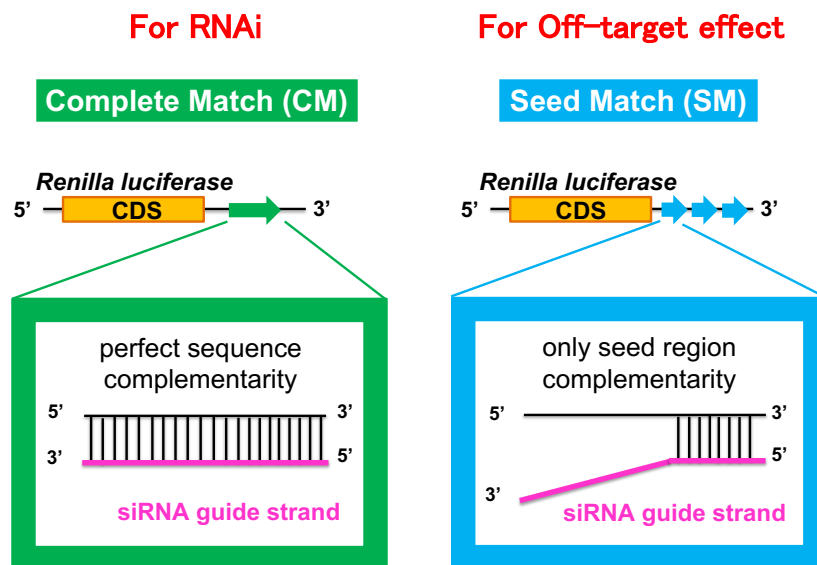 For RNAi
Complete Match (CM)
Renilla luciferase
5’ CDS 3’
perfect sequence
complementarity
5’ 3’
3’ 5’
siRNA guide strand
For Off-target effect
Seed Match (SM)
Renilla luciferase
5’ CDS 3’
only seed region
complementarity
5’ 3’
5’
3’
siRNA guide strand